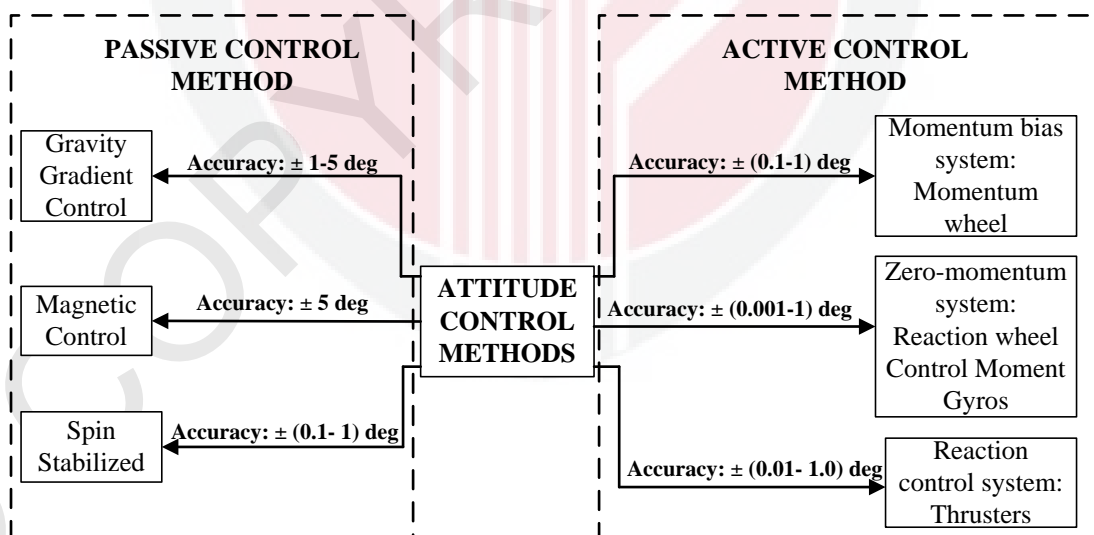 PASSIVE CONTROL
METHOD
Gravity
Gradient
Control
Accuracy: ± 1-5 deg
Magnetic
Control
Accuracy: ± 5 deg
Spin
Stabilized
Accuracy: ± (0.1- 1) deg
ATTITUDE
CONTROL
METHODS
ACTIVE CONTROL
METHOD
Accuracy: ± (0.1-1) deg
Momentum bias
system:
Momentum
wheel
Accuracy: ± (0.001-1) deg
Zero-momentum
system:
Reaction wheel
Control Moment
Gyros
Accuracy: ± (0.01- 1.0) deg
Reaction
control system:
Thrusters
COPYR